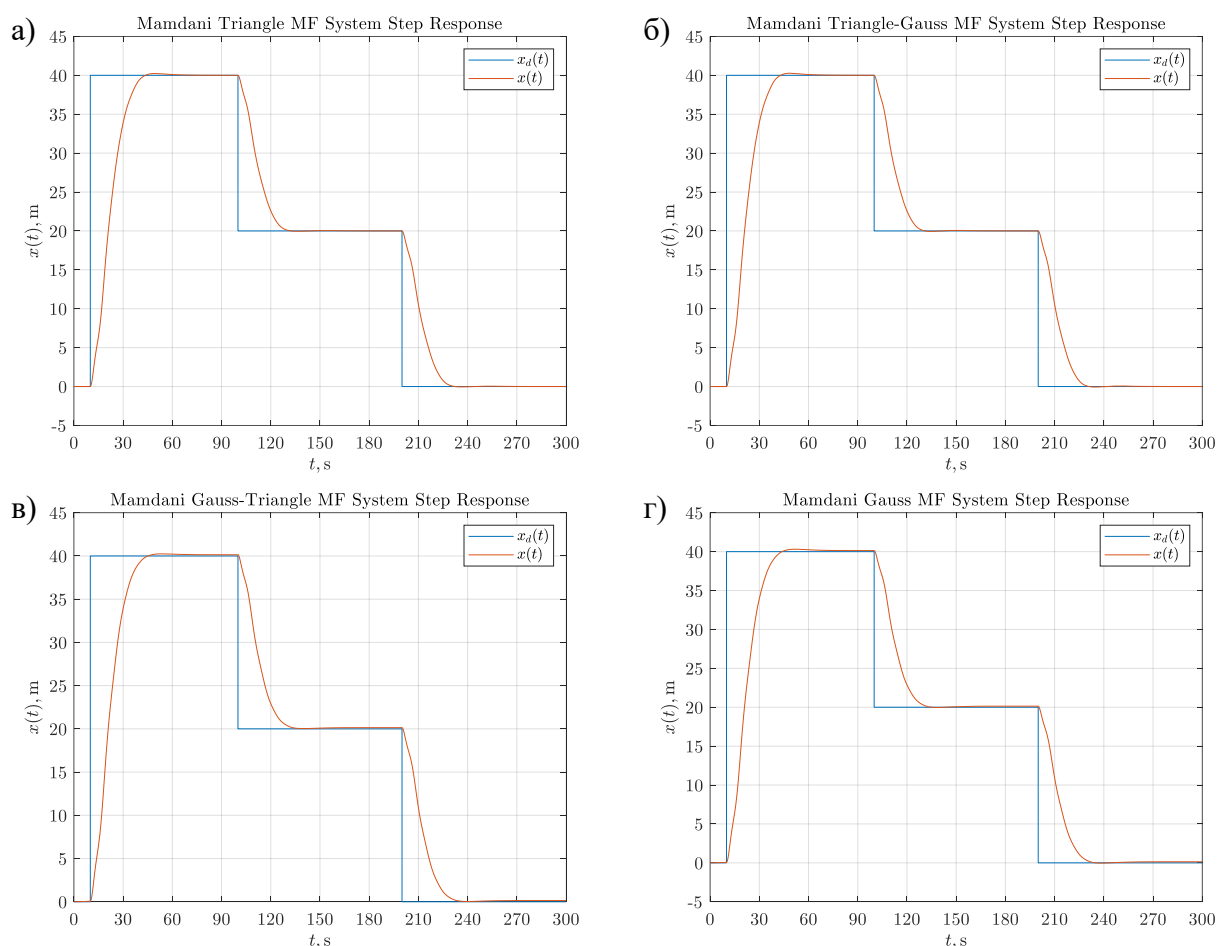 а)
Mamdani Triangle MF System Step Response
45
40
35
30
25
20
15
10
5
0
-5
x(t), m
x_d(t)
x(t)
0 30 60 90 120 150 180 210 240 270 300
t, s
б)
Mamdani Triangle-Gauss MF System Step Response
45
40
35
30
25
20
15
10
5
0
-5
x(t), m
x_d(t)
x(t)
0 30 60 90 120 150 180 210 240 270 300
t, s
в)
Mamdani Gauss-Triangle MF System Step Response
45
40
35
30
25
20
15
10
5
0
x(t), m
x_d(t)
x(t)
0 30 60 90 120 150 180 210 240 270 300
t, s
г)
Mamdani Gauss MF System Step Response
45
40
35
30
25
20
15
10
5
0
-5
x(t), m
x_d(t)
x(t)
0 30 60 90 120 150 180 210 240 270 300
t, s